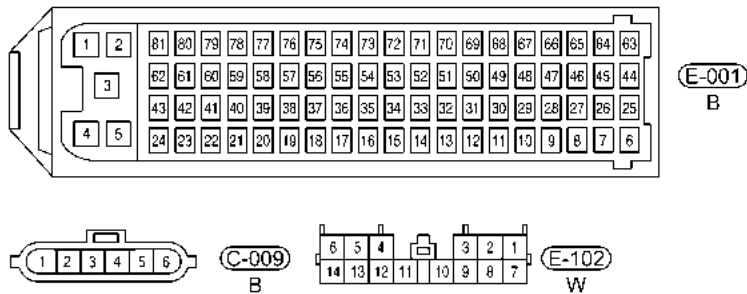 1 2 81 80 79 78 77 76 75 74 73 72 71 70 69 68 67 66 65 64 63
3 62 61 60 59 58 57 56 55 54 53 52 51 50 49 48 47 46 45 44
43 42 41 40 39 38 37 36 35 34 33 32 31 30 29 28 27 26 25
4 5 24 23 22 21 20 19 18 17 16 15 14 13 12 11 10 9 8 7 6
E-001
B
1 2 3 4 5 6
C-009
B
6 5 4 3 2 1
14 13 12 11 10 9 8 7
E-102
W